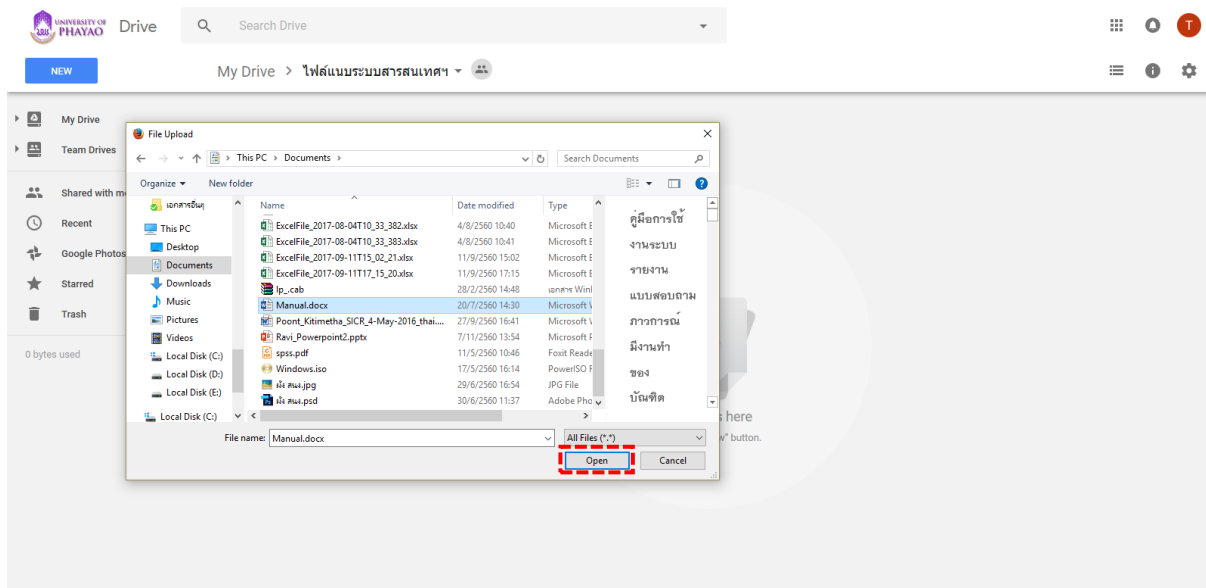 UNIVERSITY OF
PHAYAO
Drive
Search Drive
T
NEW
My Drive > ไฟล์แนบระบบสารสนเทศฯ
My Drive
Team Drives
Shared with m
Recent
Google Photos
Starred
Trash
0 bytes used
File Upload
This PC > Documents >
Search Documents
Organize
New folder
Name Date modified Type
เอกสารอื่นๆ
This PC
Desktop
Documents
Downloads
Music
Pictures
Videos
Local Disk (C:)
Local Disk (D:)
Local Disk (E:)
Local Disk (C:)
ExcelFile_2017-08-04T10_33_382.xlsx 4/8/2560 10:40 Microsoft E
ExcelFile_2017-08-04T10_33_383.xlsx 4/8/2560 10:41 Microsoft E
ExcelFile_2017-09-11T15_02_21.xlsx 11/9/2560 15:02 Microsoft E
ExcelFile_2017-09-11T17_15_20.xlsx 11/9/2560 17:15 Microsoft E
lp_.cab 28/2/2560 14:48 เอกสาร Winl
Manual.docx 20/7/2560 14:30 Microsoft W
Poont_Kitimetha_SICR_4-May-2016_thai.... 27/9/2560 16:41 Microsoft W
Ravi_Powerpoint2.pptx 7/11/2560 13:54 Microsoft P
spss.pdf 11/5/2560 10:46 Foxit Reade
Windows.iso 17/5/2560 16:14 PowerISO F
ผัง สนง.jpg 29/6/2560 16:54 JPG File
ผัง สนง.psd 30/6/2560 11:37 Adobe Pho
คู่มือการใช้
งานระบบ
รายงาน
แบบสอบถาม
ภาวการณ์
มีงานทำ
ของ
บัณฑิต
File name: Manual.docx
All Files (*.*)
Open
Cancel
s here
w" button.